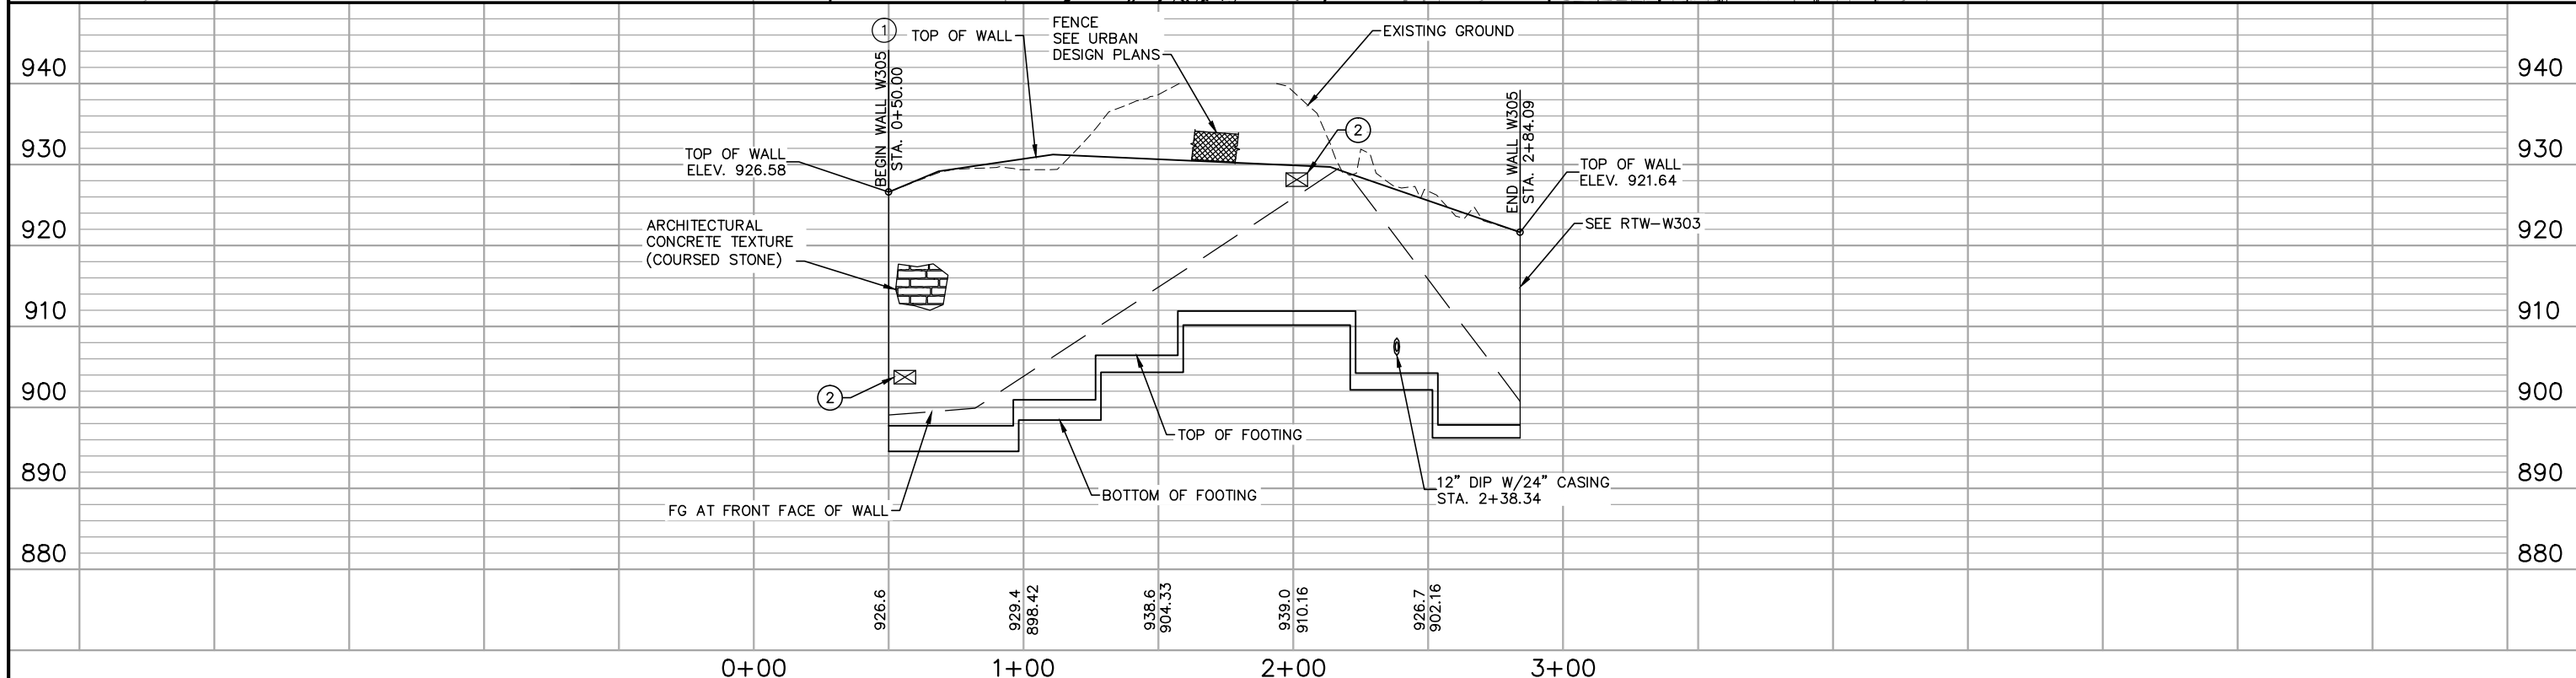 1
TOP OF WALL
FENCE
SEE URBAN
DESIGN PLANS
EXISTING GROUND
940
940
BEGIN WALL W305
STA. 0+50.00
END WALL W305
STA. 2+84.09
2
930
930
TOP OF WALL
ELEV. 926.58
TOP OF WALL
ELEV. 921.64
920
920
ARCHITECTURAL
CONCRETE TEXTURE
(COURSED STONE)
SEE RTW-W303
910
910
900
900
2
TOP OF FOOTING
890
890
BOTTOM OF FOOTING
12" DIP W/24" CASING
STA. 2+38.34
FG AT FRONT FACE OF WALL
880
880
926.6
929.4
898.42
938.6
904.33
939.0
910.16
926.7
902.16
0+00
1+00
2+00
3+00